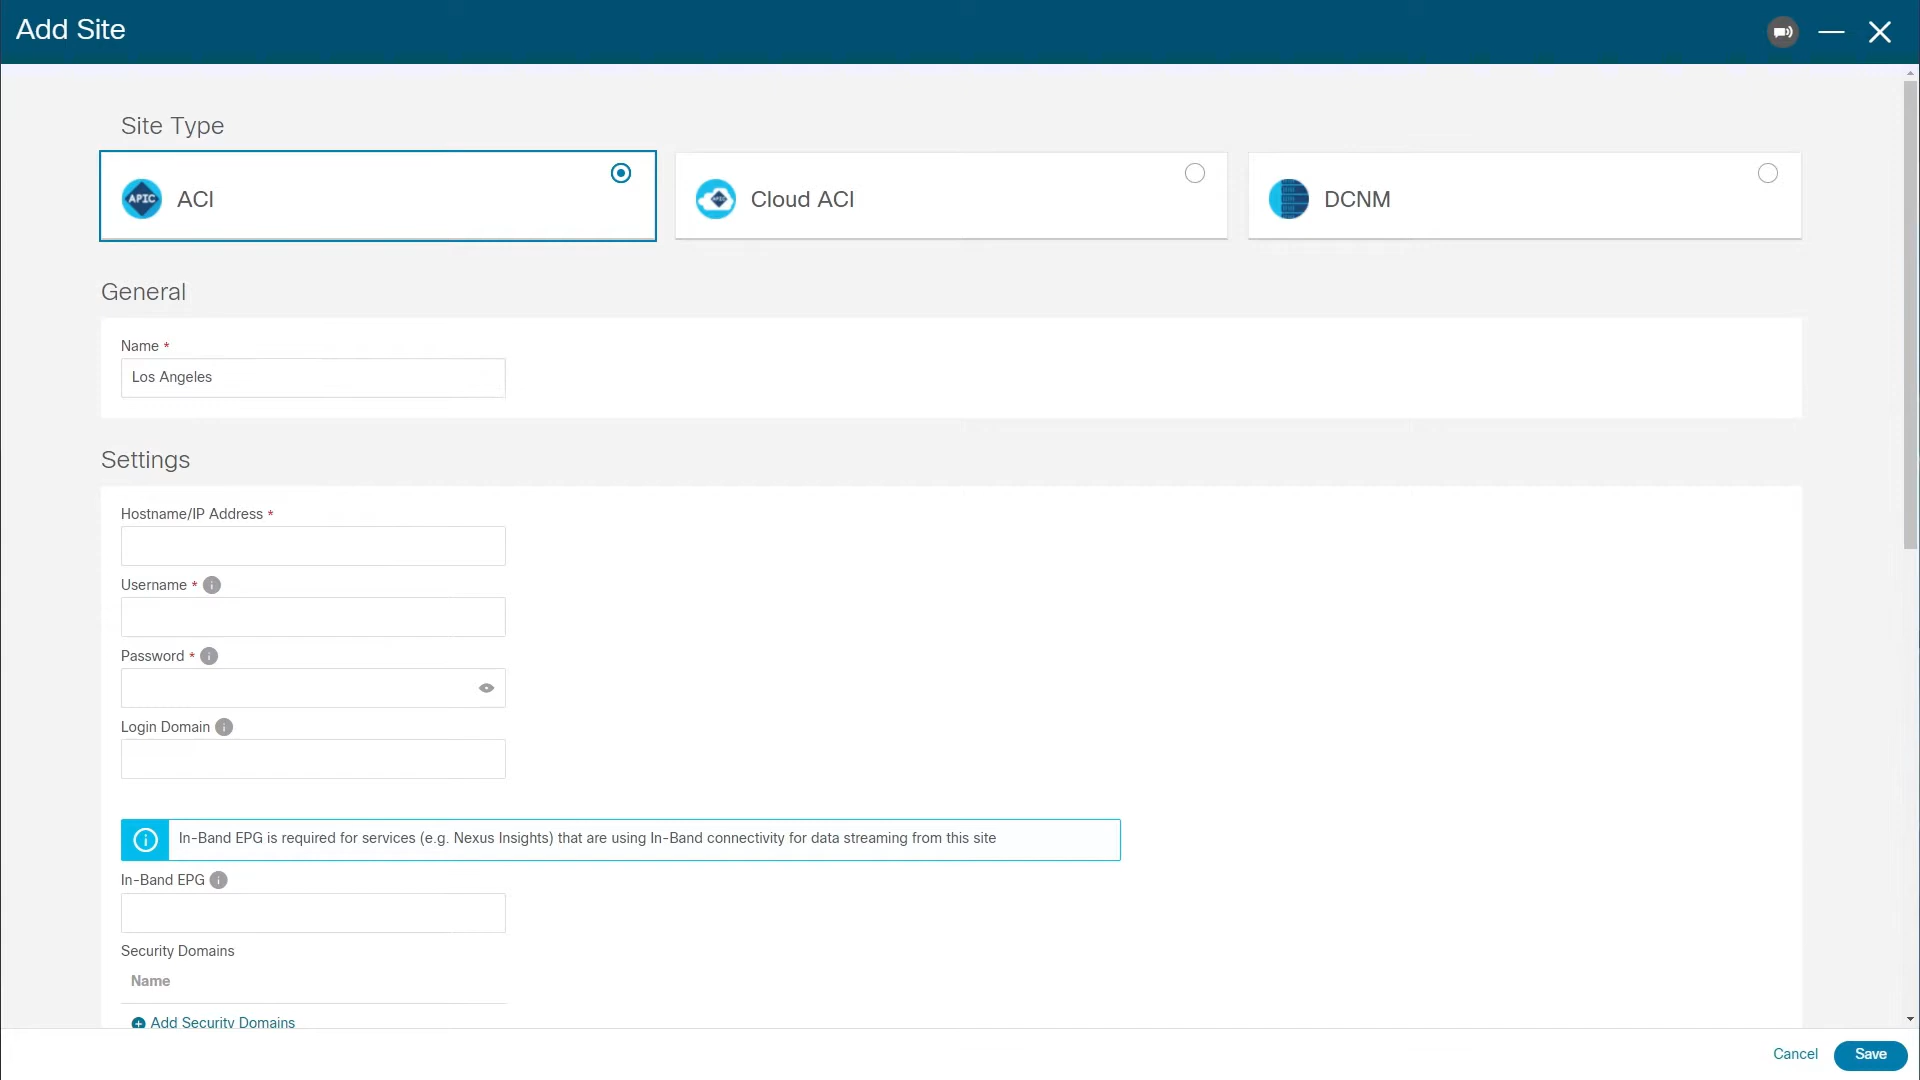 Add Site
Site Type
APIC
ACI
APIC
Cloud ACI
DCNM
General
Name *
Los Angeles
Settings
Hostname/IP Address *
Username *
Password *
Login Domain
In-Band EPG is required for services (e.g. Nexus Insights) that are using In-Band connectivity for data streaming from this site
In-Band EPG
Security Domains
Name
Add Security Domains
Cancel
Save